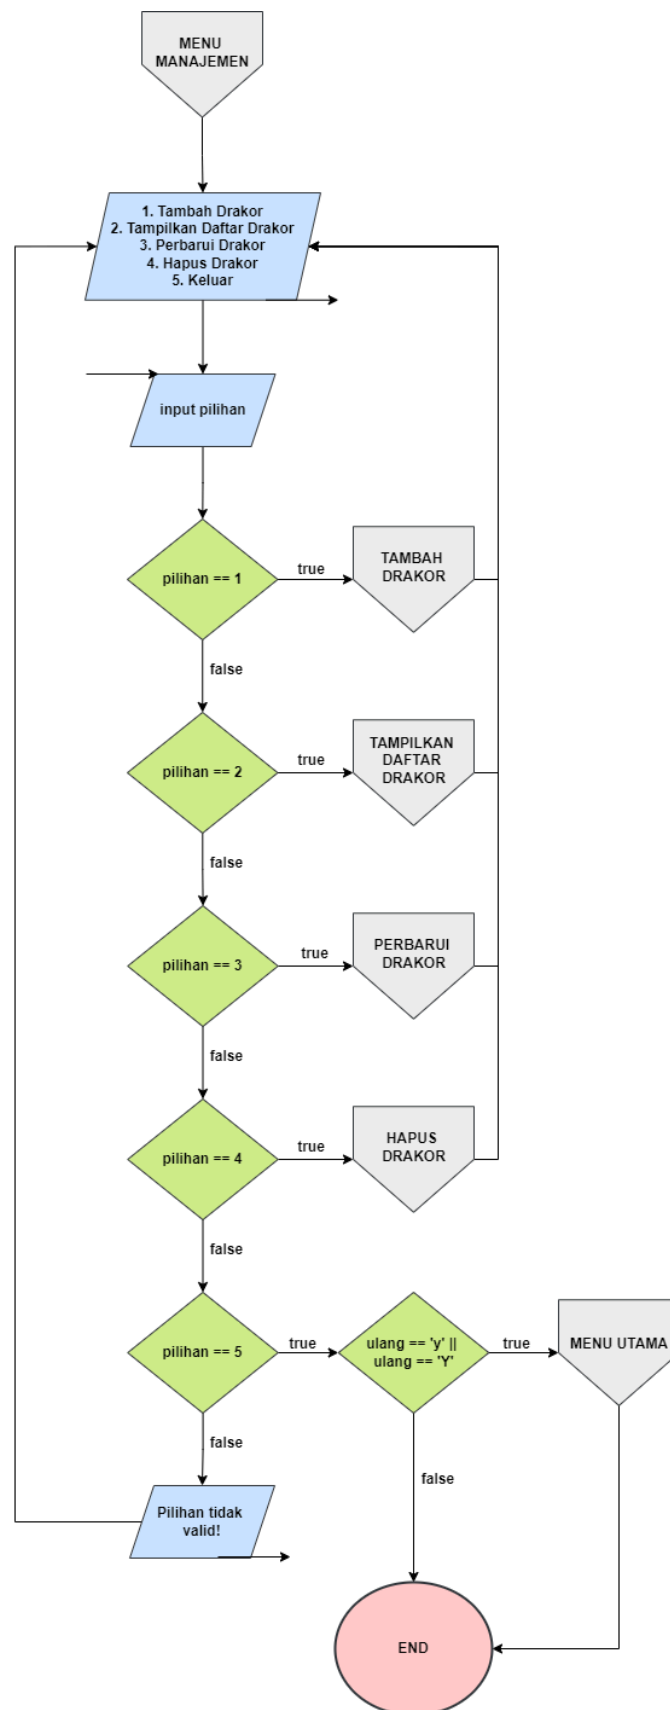 MENU
MANAJEMEN
1. Tambah Drakor
2. Tampilkan Daftar Drakor
3. Perbarui Drakor
4. Hapus Drakor
5. Keluar
input pilihan
pilihan == 1
true
TAMBAH
DRAKOR
false
pilihan == 2
true
TAMPILKAN
DAFTAR
DRAKOR
false
pilihan == 3
true
PERBARUI
DRAKOR
false
pilihan == 4
true
HAPUS
DRAKOR
false
pilihan == 5
true
ulang == 'y' ||
ulang == 'Y'
true
MENU UTAMA
false
false
Pilihan tidak
valid!
END